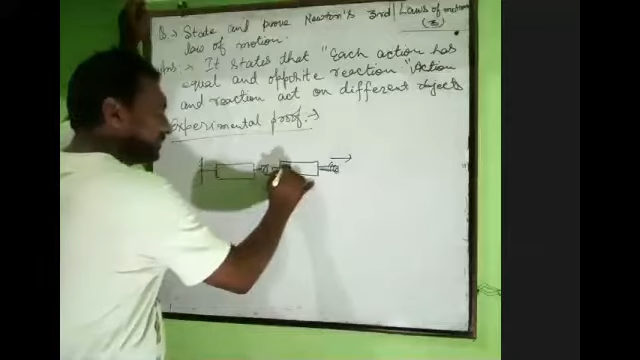 Q.→ State and prove Newton's 3rd
law of motion.
Laws of motion
(3)
Ans.→ It states that "Each action has
equal and opposite reaction "Action
and reaction act on different objects
Experimental proof.→